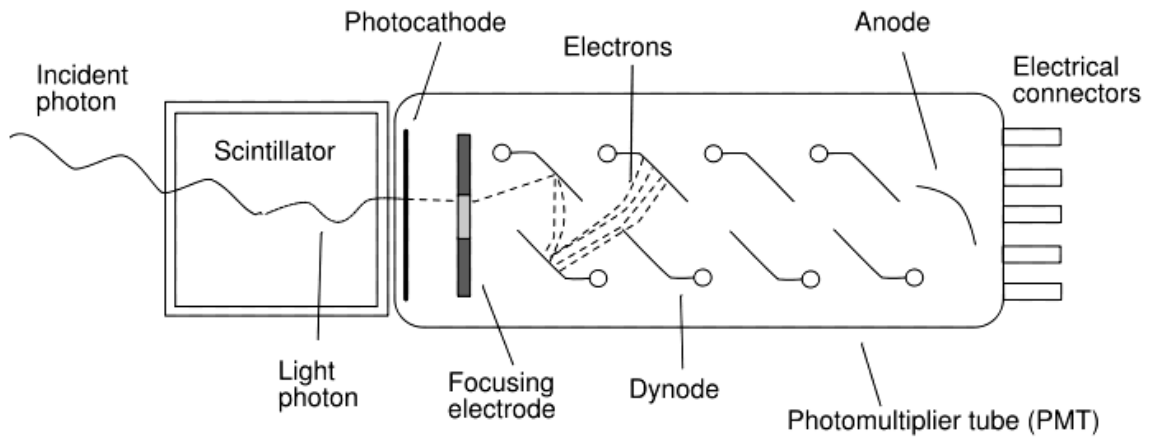 Photocathode
Electrons
Anode
Incident
photon
Electrical
connectors
Scintillator
Light
photon
Focusing
electrode
Dynode
Photomultiplier tube (PMT)